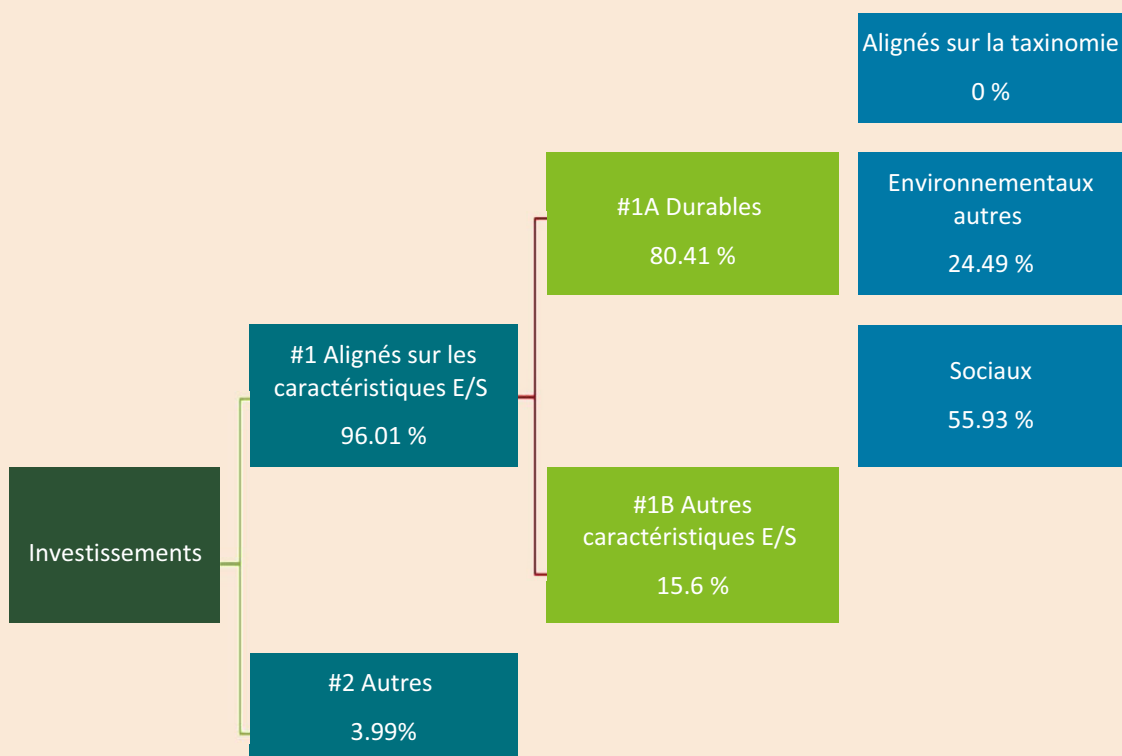 Alignés sur la taxinomie
0 %
#1A Durables
80.41 %
Environnementaux
autres
24.49 %
#1 Alignés sur les
caractéristiques E/S
96.01 %
Sociaux
55.93 %
Investissements
#1B Autres
caractéristiques E/S
15.6 %
#2 Autres
3.99%